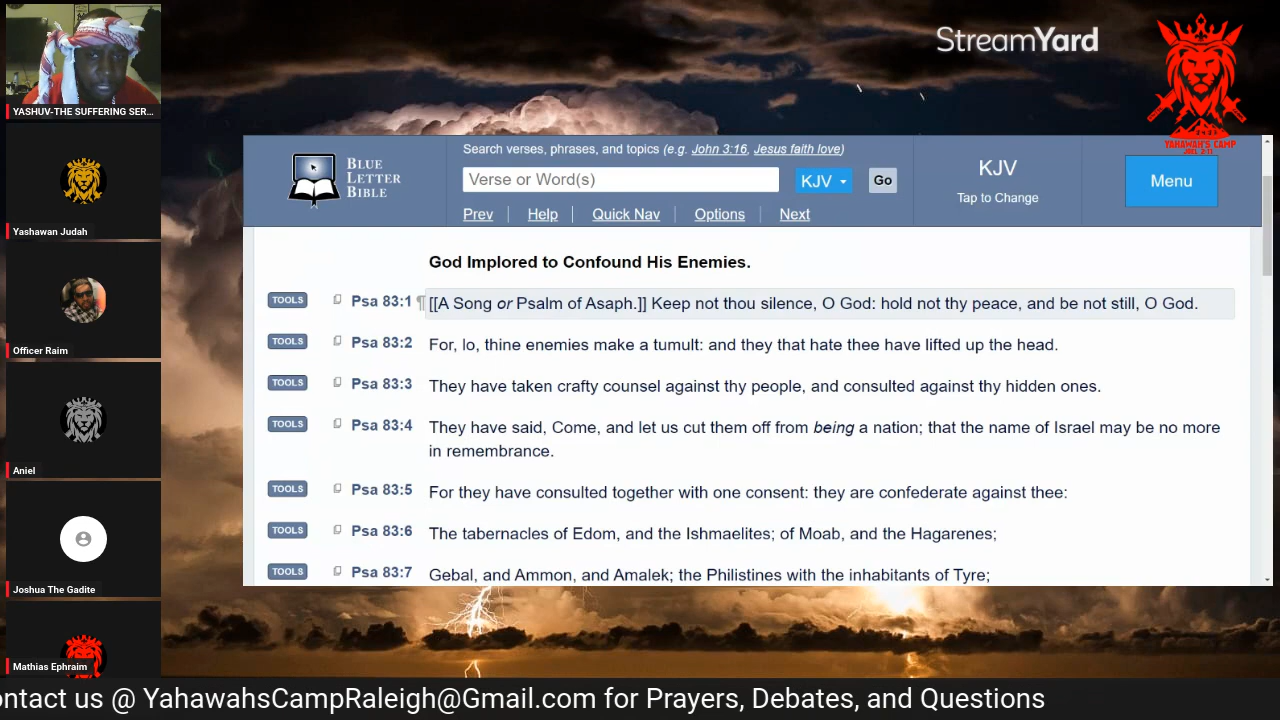 StreamYard
YAHAWAH'S CAMP
JOEL 2:11
YASHUV-THE SUFFERING SER...
Yashawan Judah
Officer Raim
Aniel
Joshua The Gadite
Mathias Ephraim
BLUE
LETTER
BIBLE
Search verses, phrases, and topics (e.g. John 3:16, Jesus faith love)
Verse or Word(s)
KJV
Go
Prev
Help
Quick Nav
Options
Next
KJV
Tap to Change
Menu
God Implored to Confound His Enemies.
TOOLS Psa 83:1 ¶ [[A Song or Psalm of Asaph.]] Keep not thou silence, O God: hold not thy peace, and be not still, O God.
TOOLS Psa 83:2 For, lo, thine enemies make a tumult: and they that hate thee have lifted up the head.
TOOLS Psa 83:3 They have taken crafty counsel against thy people, and consulted against thy hidden ones.
TOOLS Psa 83:4 They have said, Come, and let us cut them off from being a nation; that the name of Israel may be no more
in remembrance.
TOOLS Psa 83:5 For they have consulted together with one consent: they are confederate against thee:
TOOLS Psa 83:6 The tabernacles of Edom, and the Ishmaelites; of Moab, and the Hagarenes;
TOOLS Psa 83:7 Gebal, and Ammon, and Amalek; the Philistines with the inhabitants of Tyre;
ontact us @ YahawahsCampRaleigh@Gmail.com for Prayers, Debates, and Questions